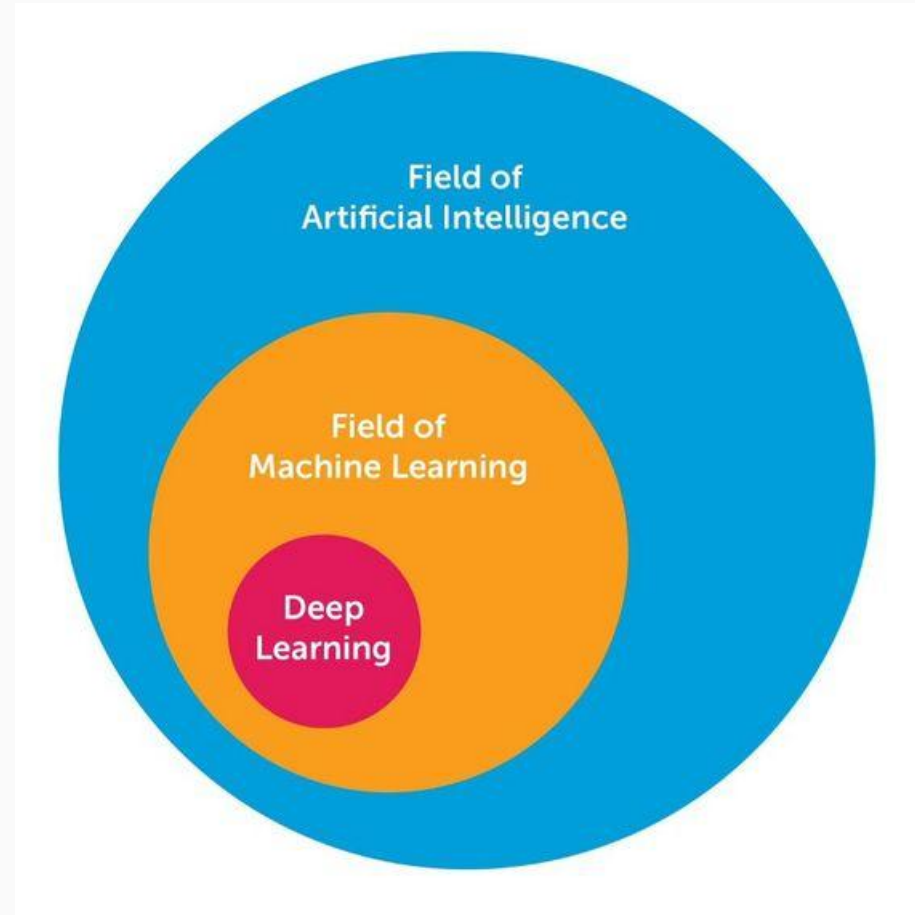 Field of
Artificial Intelligence
Field of
Machine Learning
Deep
Learning